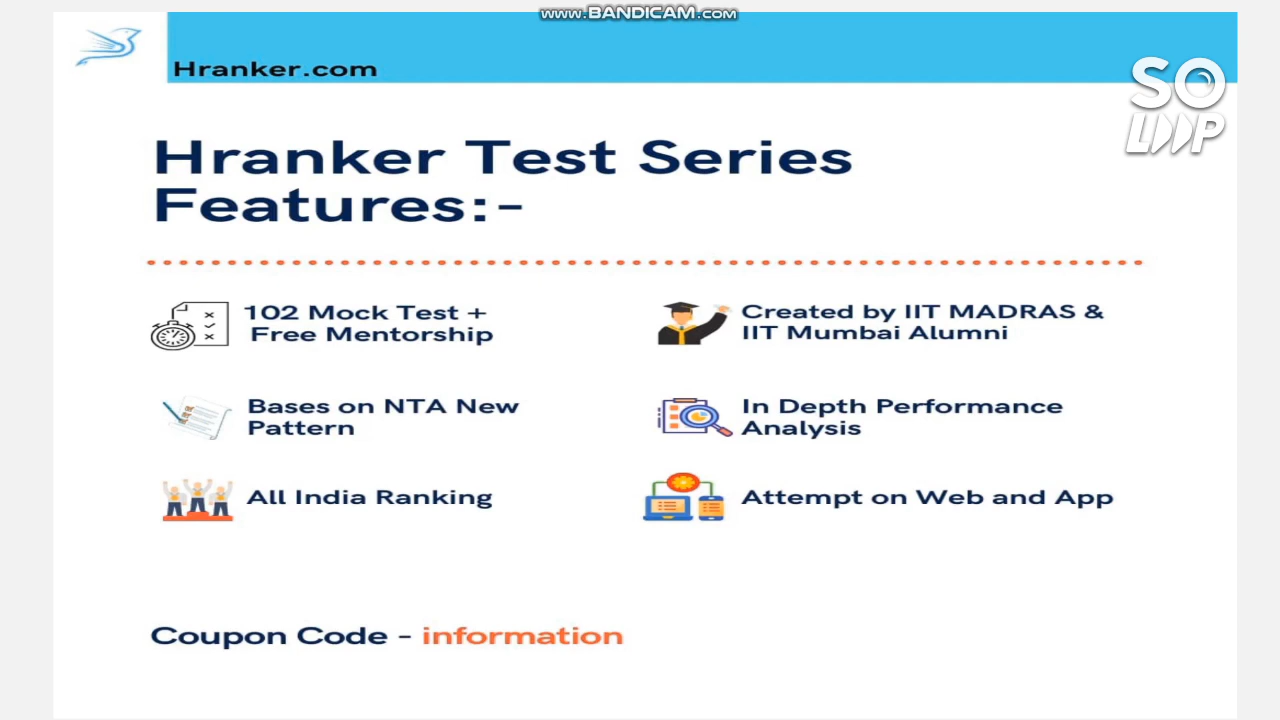 www.BANDICAM.com
Hranker.com
SO
LOOP
Hranker Test Series
Features:-
102 Mock Test +
Free Mentorship
Created by IIT MADRAS &
IIT Mumbai Alumni
Bases on NTA New
Pattern
In Depth Performance
Analysis
All India Ranking
Attempt on Web and App
Coupon Code - information